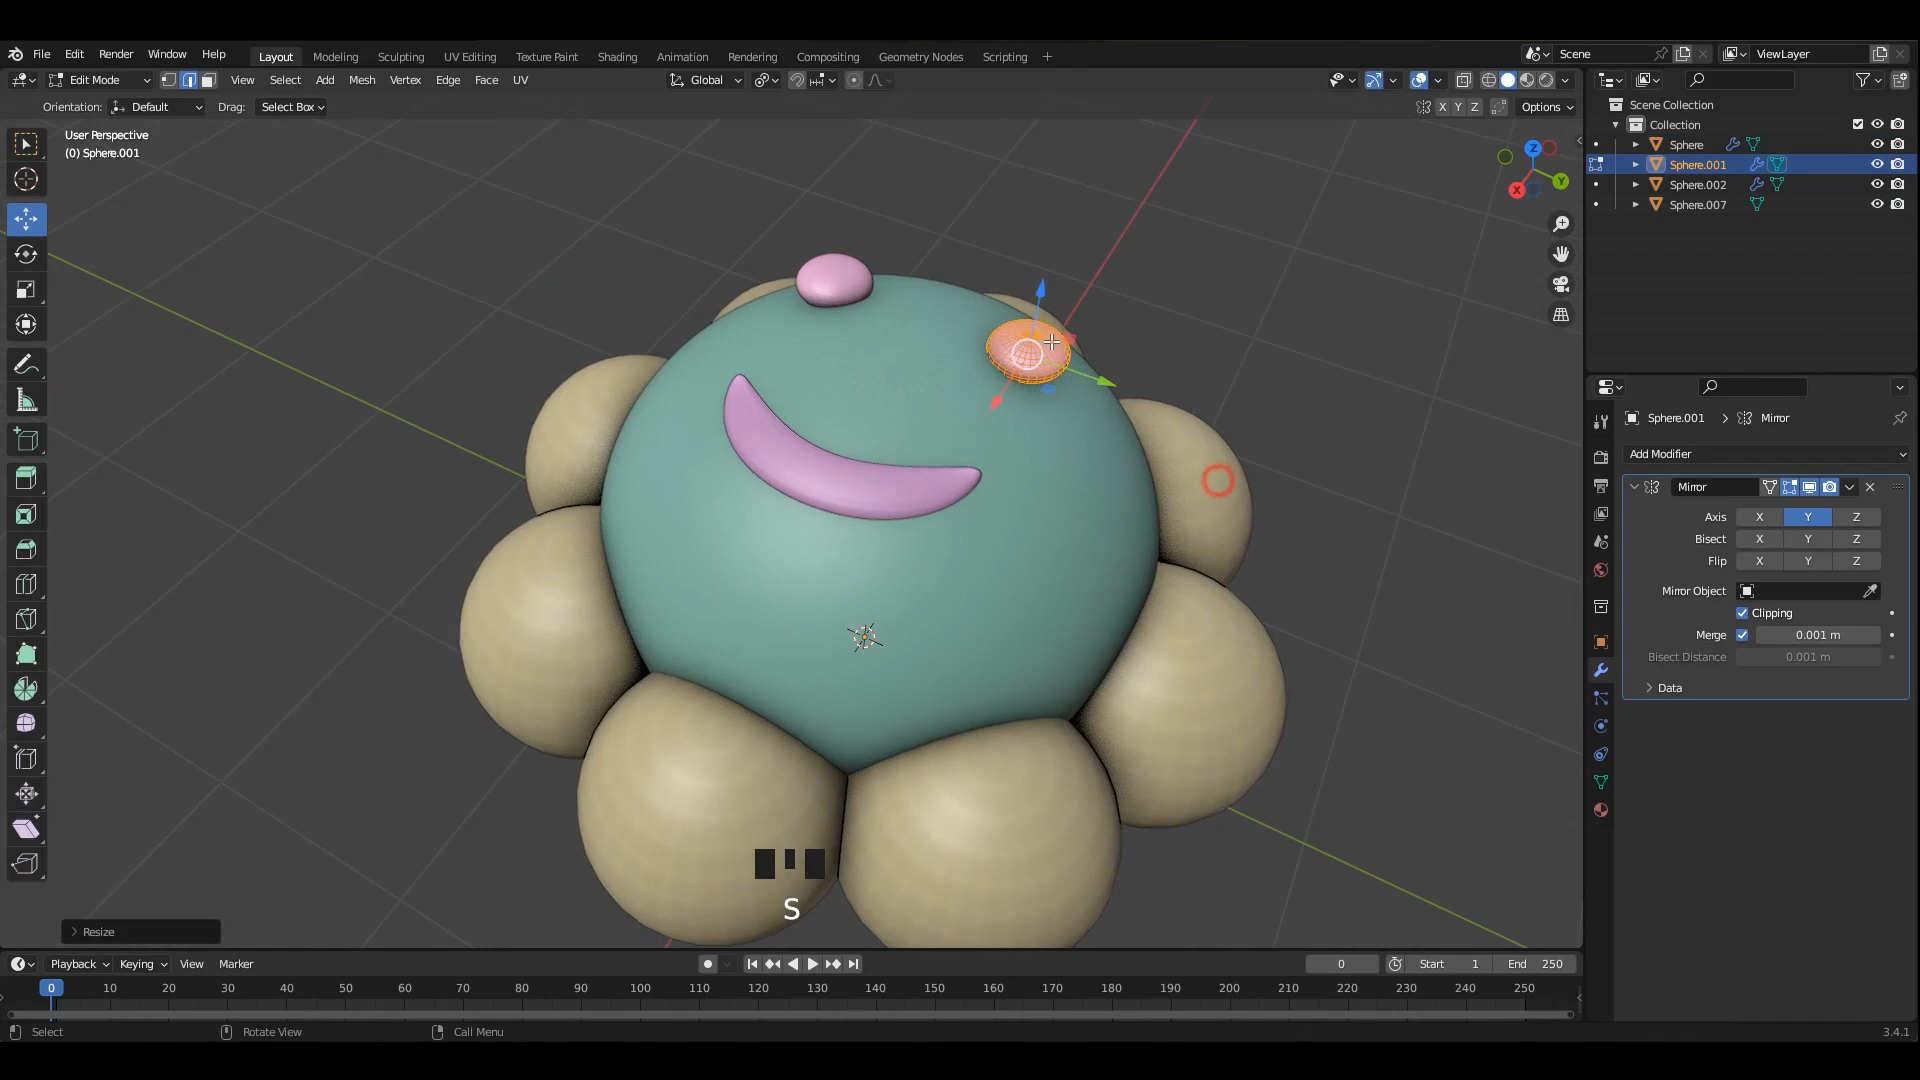 File Edit Render Window Help Layout Modeling Sculpting UV Editing Texture Paint Shading Animation Rendering Compositing Geometry Nodes Scripting + Scene ViewLayer
Edit Mode View Select Add Mesh Vertex Edge Face UV Global
Orientation: Default Drag: Select Box X Y Z Options
User Perspective
(0) Sphere.001
Z
Y
X
Scene Collection
Collection
Sphere
Sphere.001
Sphere.002
Sphere.007
Sphere.001 > Mirror
Add Modifier
Mirror
Axis X Y Z
Bisect X Y Z
Flip X Y Z
Mirror Object
Clipping
Merge 0.001 m
Bisect Distance 0.001 m
Data
S
Resize
Playback Keying View Marker 0 Start 1 End 250
0 10 20 30 40 50 60 70 80 90 100 110 120 130 140 150 160 170 180 190 200 210 220 230 240 250
Select Rotate View Call Menu 3.4.1